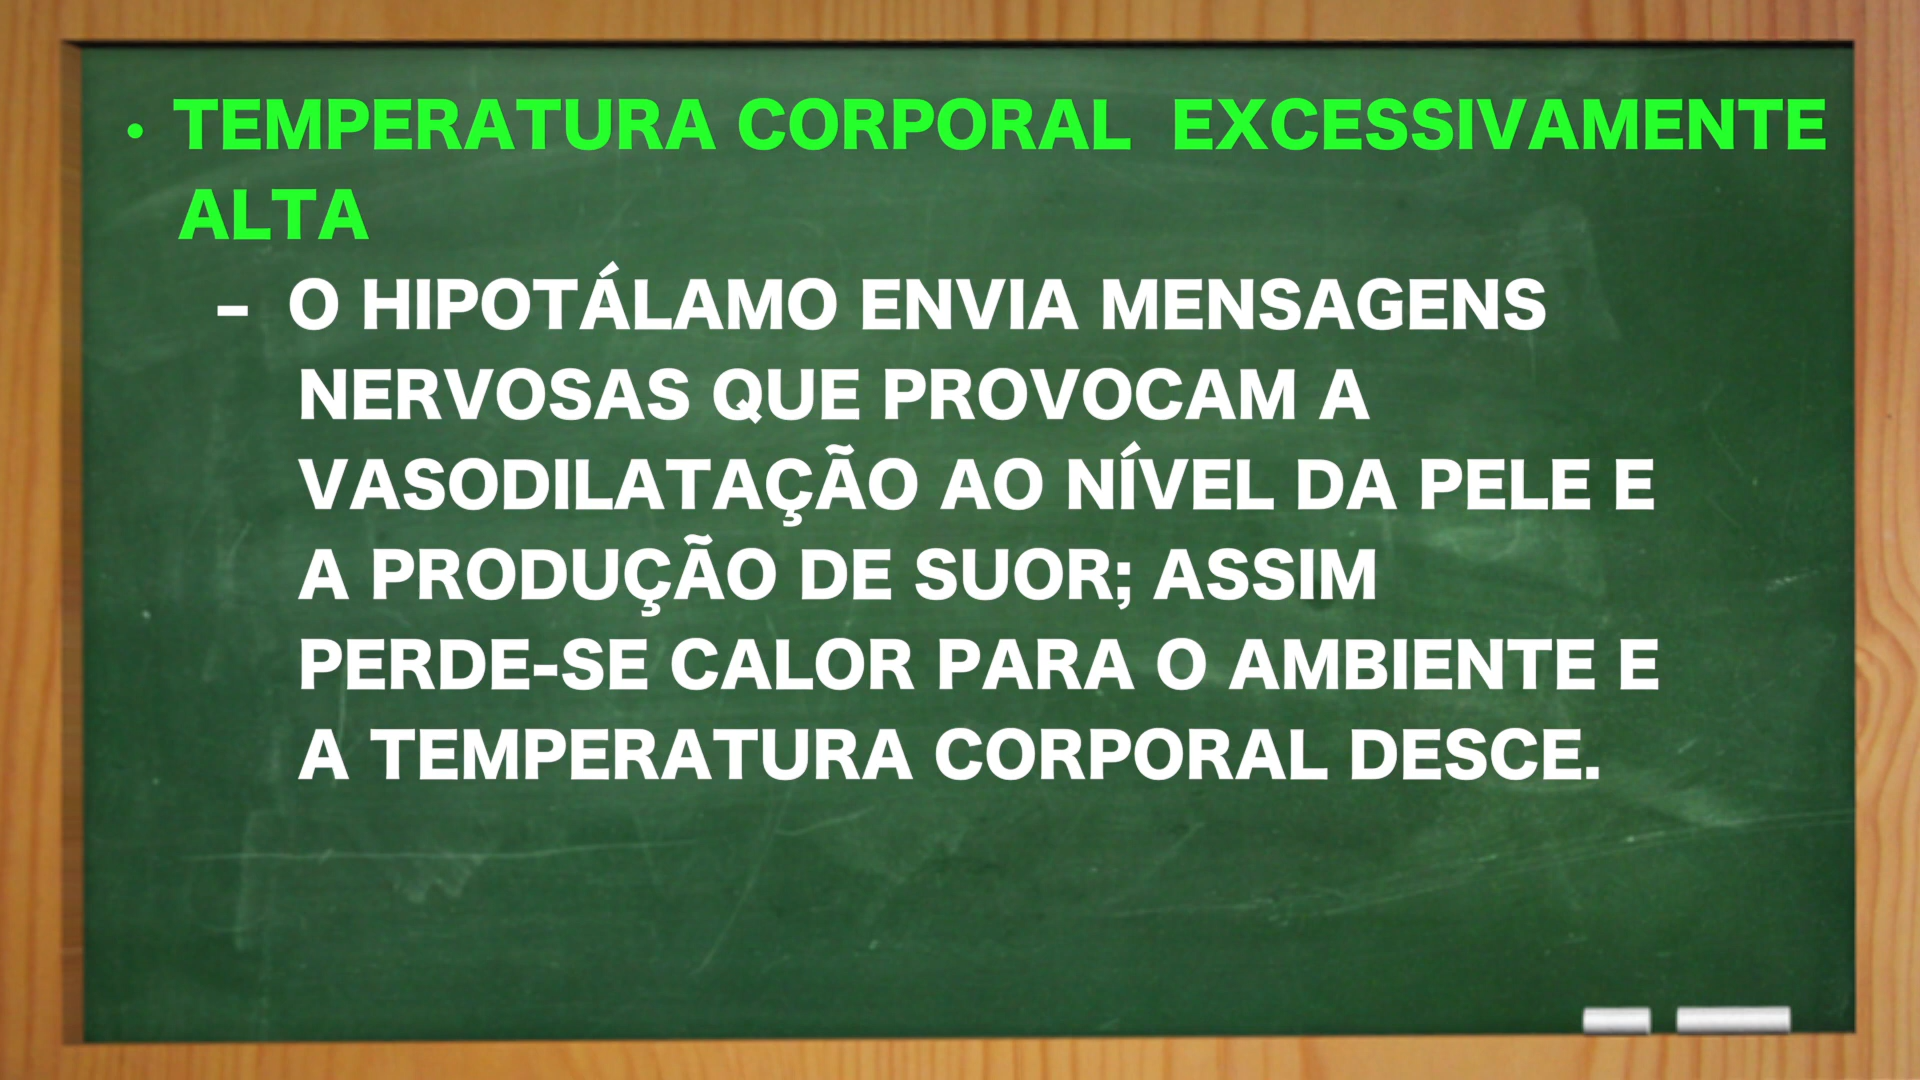 • TEMPERATURA CORPORAL EXCESSIVAMENTE
ALTA
– O HIPOTÁLAMO ENVIA MENSAGENS
NERVOSAS QUE PROVOCAM A
VASODILATAÇÃO AO NÍVEL DA PELE E
A PRODUÇÃO DE SUOR; ASSIM
PERDE-SE CALOR PARA O AMBIENTE E
A TEMPERATURA CORPORAL DESCE.